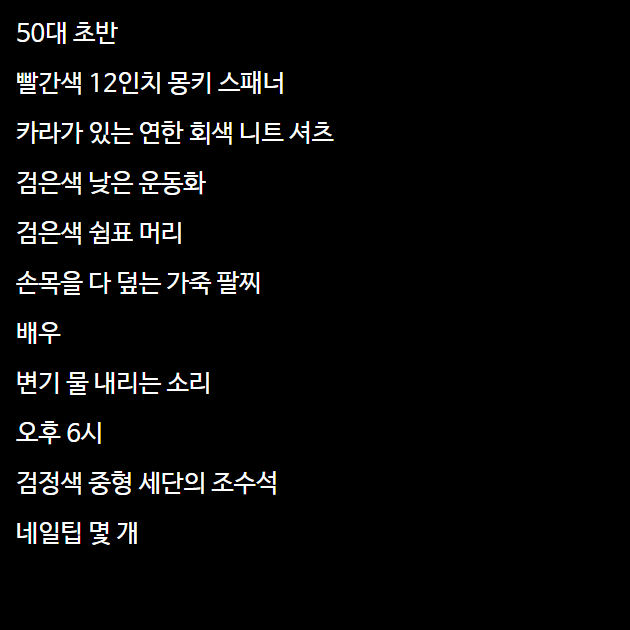 50대 초반
빨간색 12인치 몽키 스패너
카라가 있는 연한 회색 니트 셔츠
검은색 낮은 운동화
검은색 쉼표 머리
손목을 다 덮는 가죽 팔찌
배우
변기 물 내리는 소리
오후 6시
검정색 중형 세단의 조수석
네일팁 몇 개